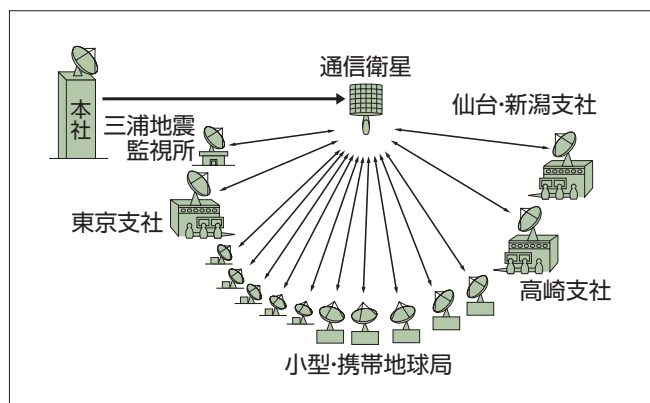 通信衛星
本社
三浦地震
監視所
仙台・新潟支社
東京支社
高崎支社
小型・携帯地球局